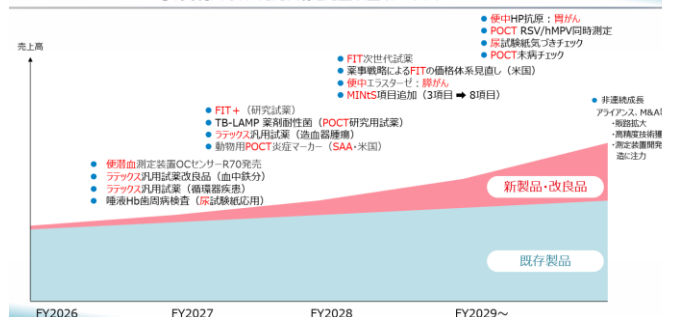 売上高
● 便中HP抗原：胃がん
● POCT RSV/hMPV同時測定
● 尿試験紙気づきチェック
● POCT未病チェック
● FIT次世代試薬
● 薬事戦略によるFITの価格体系見直し（米国）
● 便中エラスターゼ：膵がん
● MINtS項目追加（3項目 ➡ 8項目）
● 非連続成長
アライアンス、M&A
・販路拡大
・高精度技術獲
・測定装置開発
造に注力
● FIT＋（研究試薬）
● TB-LAMP 薬剤耐性菌（POCT研究用試薬）
● ラテックス汎用試薬（造血器腫瘍）
● 動物用POCT炎症マーカー（SAA・米国）
● 便潜血測定装置OCセンサーR70発売
● ラテックス汎用試薬改良品（血中鉄分）
● ラテックス汎用試薬（循環器疾患）
● 唾液Hb歯周病検査（尿試験紙応用）
新製品・改良品
既存製品
FY2026
FY2027
FY2028
FY2029～